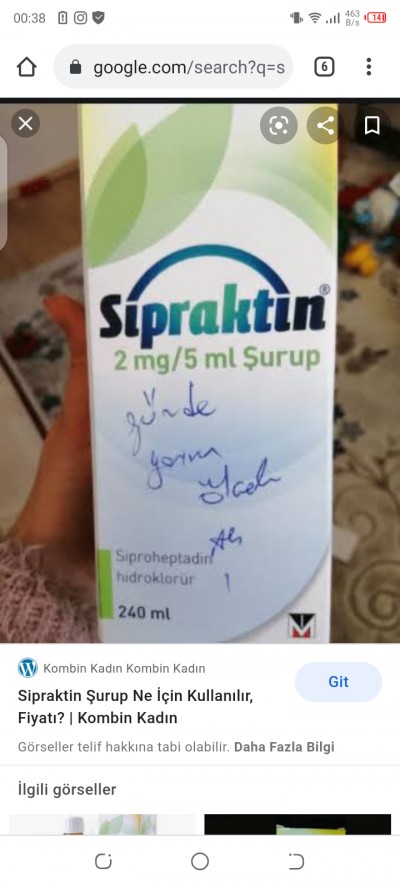 00:38
463
B/s
14
google.com/search?q=s
6
Sipraktin®
2 mg/5 ml Şurup
günde
yarım
ölçek
Siproheptadin
hidroklorür
1
240 ml
Kombin Kadın Kombin Kadın
Sipraktin Şurup Ne İçin Kullanılır,
Fiyatı? | Kombin Kadın
Git
Görseller telif hakkına tabi olabilir. Daha Fazla Bilgi
İlgili görseller